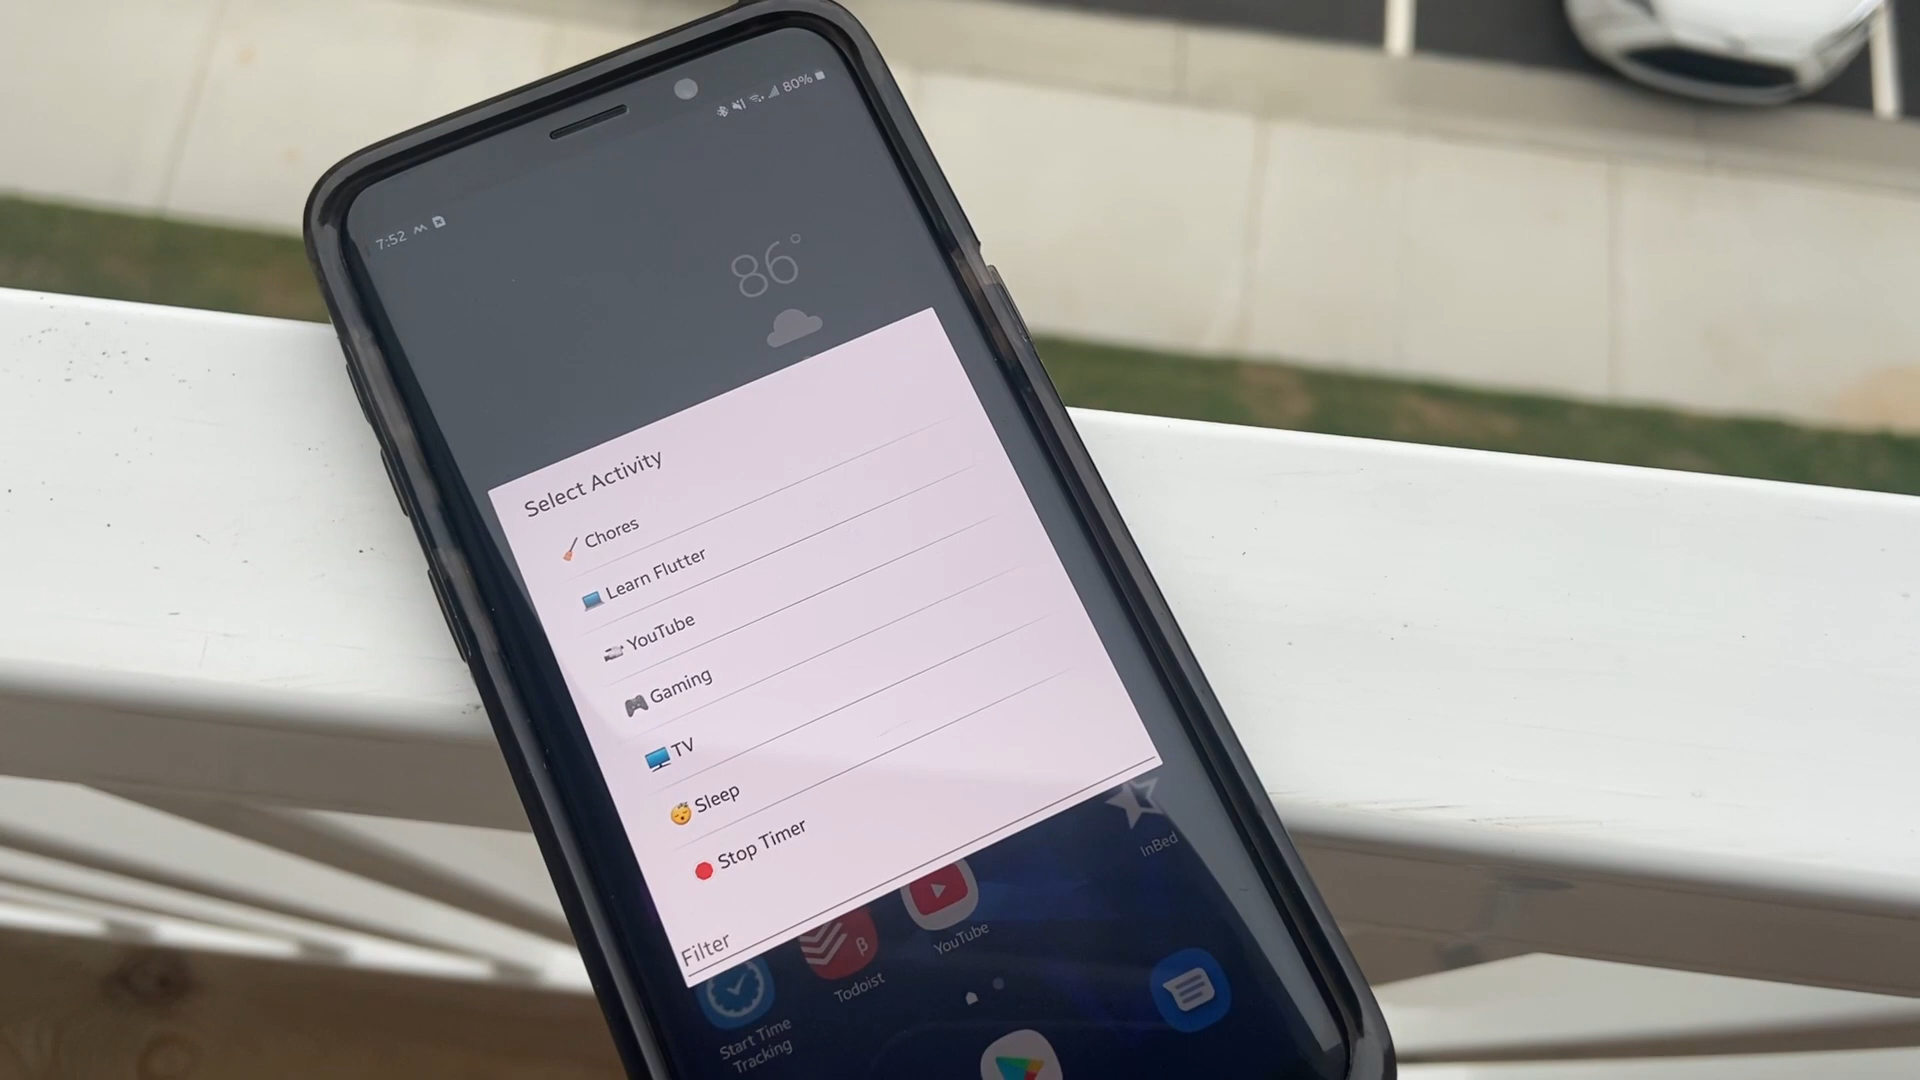 7:52
80%
86°
Select Activity
Chores
Learn Flutter
YouTube
Gaming
TV
Sleep
Stop Timer
Filter
InBed
YouTube
β
Todoist
Start Time
Tracking